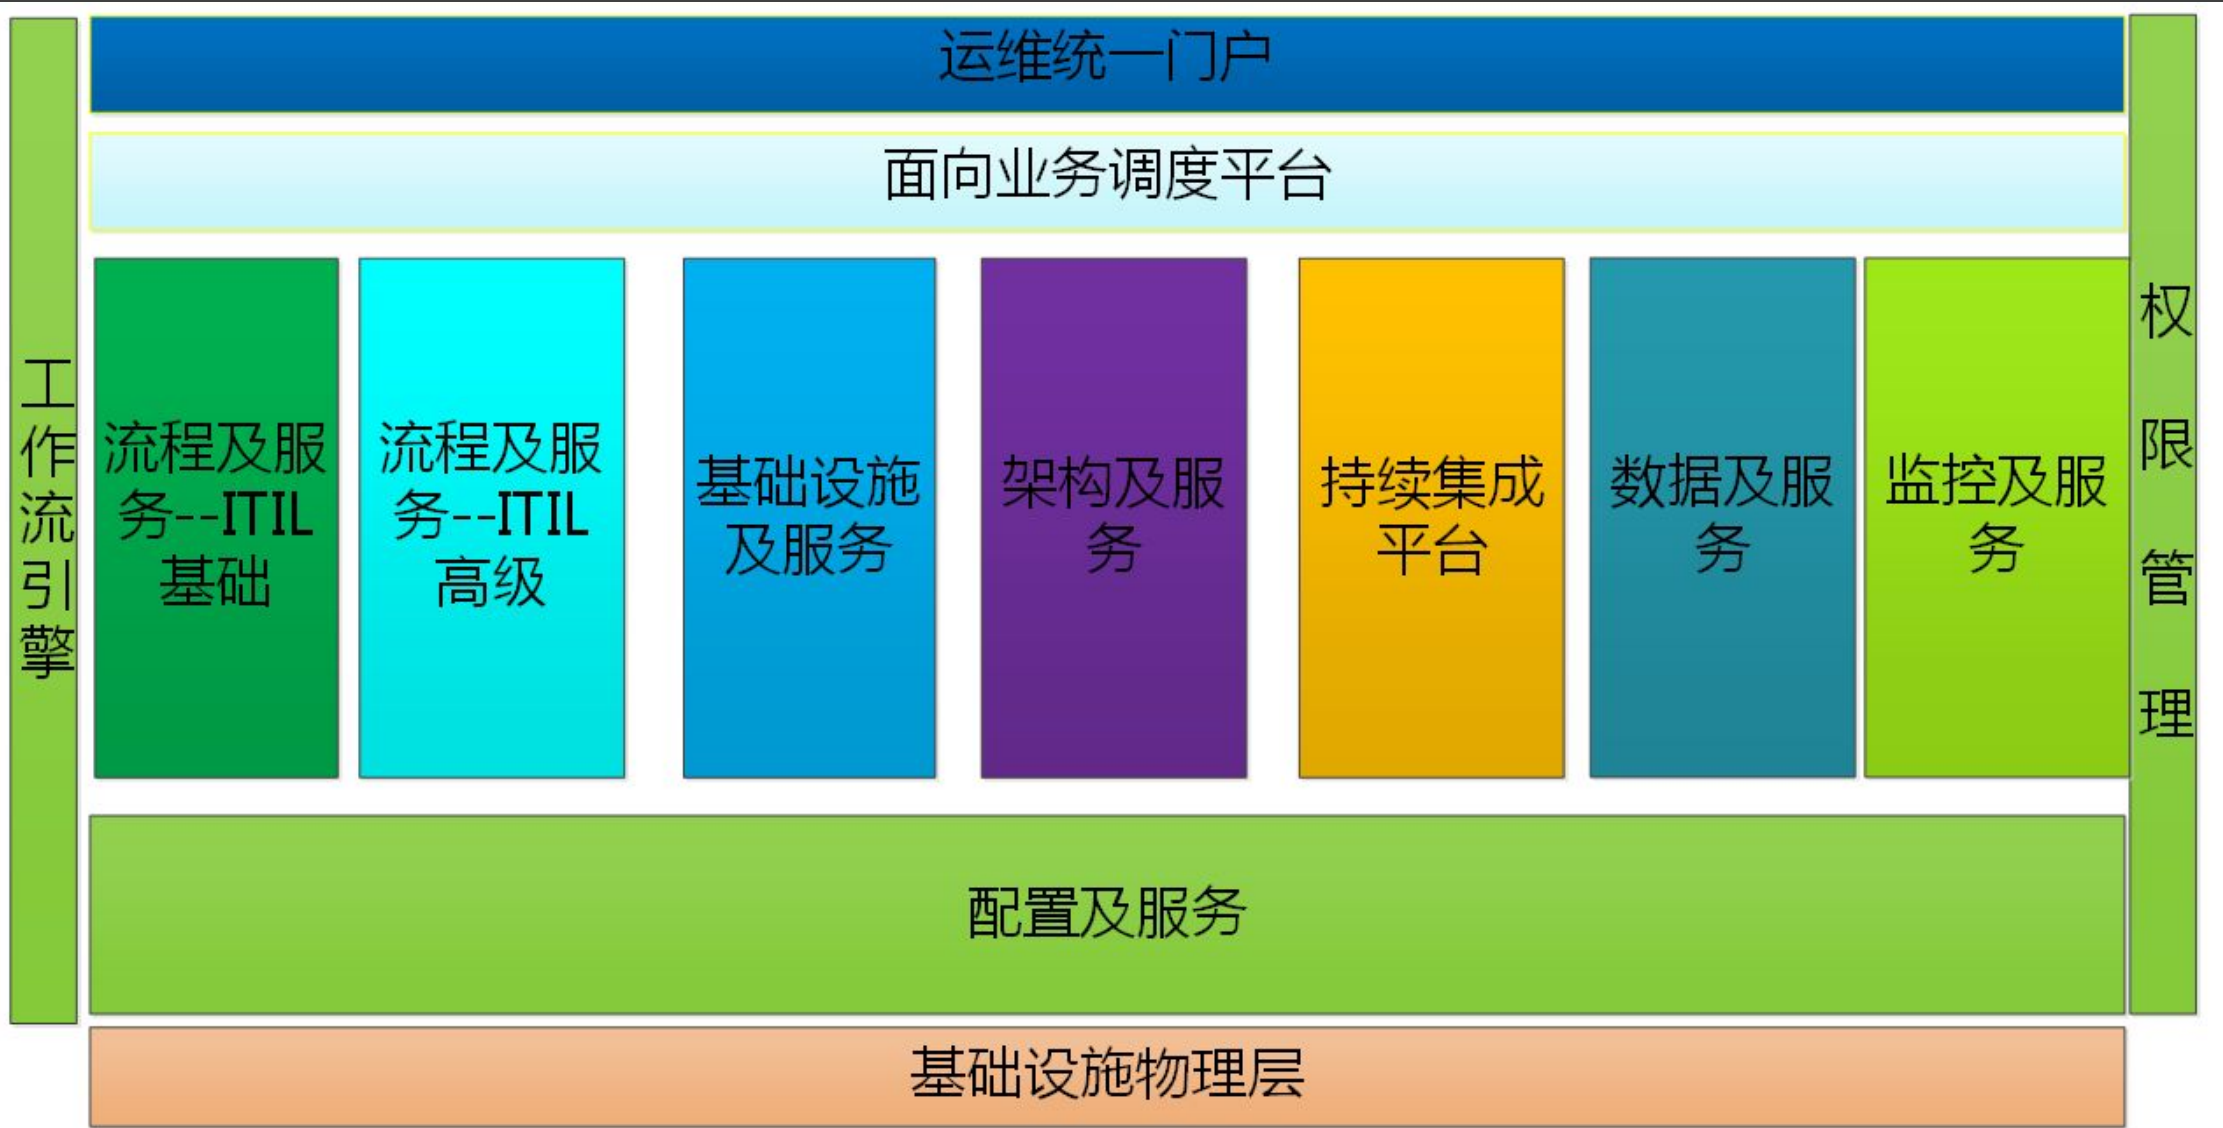 运维统一门户
面向业务调度平台
工
作
流
引
擎
流程及服
务--ITIL
基础
流程及服
务--ITIL
高级
基础设施
及服务
架构及服
务
持续集成
平台
数据及服
务
监控及服
务
权
限
管
理
配置及服务
基础设施物理层